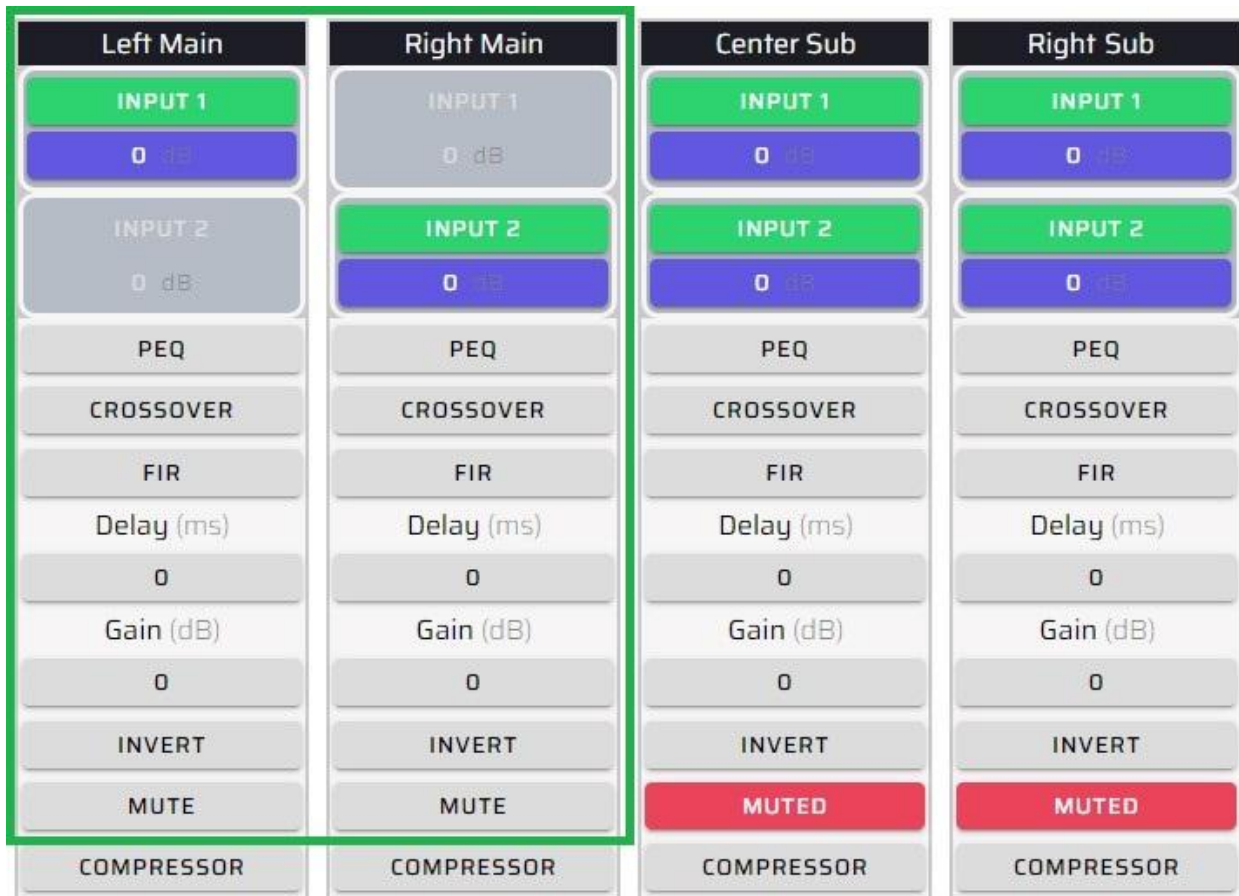 Left Main Right Main Center Sub Right Sub
INPUT 1 INPUT 1 INPUT 1 INPUT 1
0 dB 0 dB 0 dB 0 dB
INPUT 2 INPUT 2 INPUT 2 INPUT 2
0 dB 0 dB 0 dB 0 dB
PEQ PEQ PEQ PEQ
CROSSOVER CROSSOVER CROSSOVER CROSSOVER
FIR FIR FIR FIR
Delay (ms) Delay (ms) Delay (ms) Delay (ms)
0 0 0 0
Gain (dB) Gain (dB) Gain (dB) Gain (dB)
0 0 0 0
INVERT INVERT INVERT INVERT
MUTE MUTE MUTED MUTED
COMPRESSOR COMPRESSOR COMPRESSOR COMPRESSOR